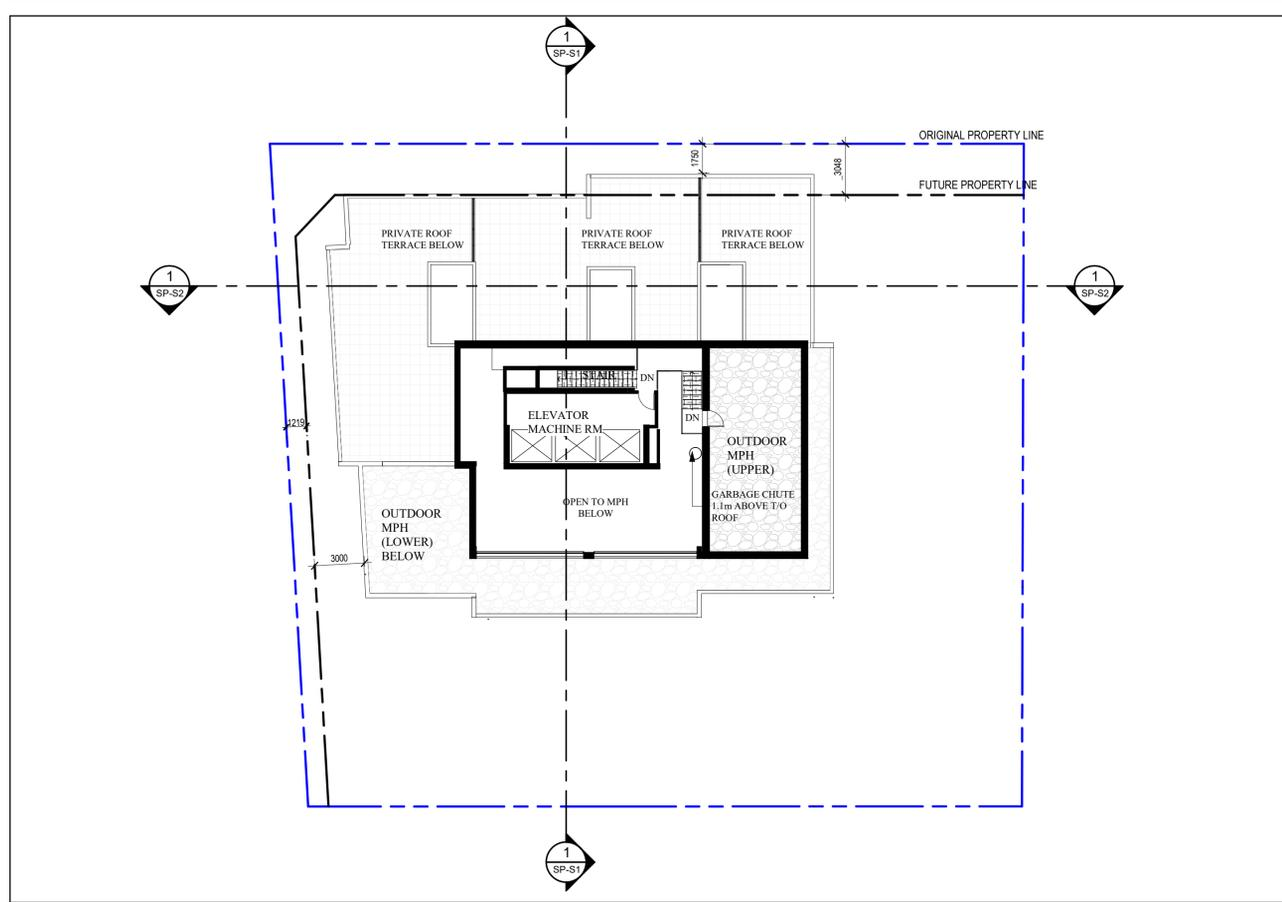 1
SP-S1
ORIGINAL PROPERTY LINE
1750
3048
FUTURE PROPERTY LINE
PRIVATE ROOF
TERRACE BELOW
PRIVATE ROOF
TERRACE BELOW
PRIVATE ROOF
TERRACE BELOW
1
SP-S2
1
SP-S2
STAIR
DN
ELEVATOR
MACHINE RM
DN
1219
OUTDOOR
MPH
(UPPER)
GARBAGE CHUTE
1.1m ABOVE T/O
ROOF
OPEN TO MPH
BELOW
OUTDOOR
MPH
(LOWER)
BELOW
3000
1
SP-S1